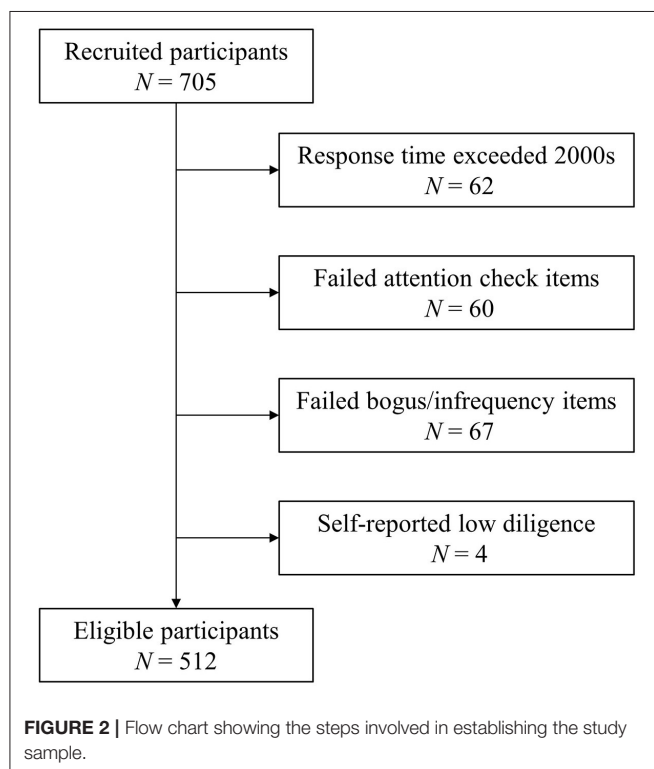 Recruited participants
N = 705
Response time exceeded 2000s
N = 62
Failed attention check items
N = 60
Failed bogus/infrequency items
N = 67
Self-reported low diligence
N = 4
Eligible participants
N = 512
FIGURE 2 | Flow chart showing the steps involved in establishing the study
sample.